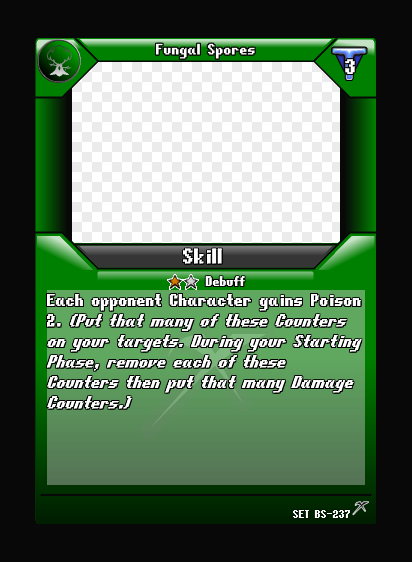 Fungal Spores
3
Skill
Debuff
Each opponent Character gains Poison
2. (Put that many of these Counters
on your targets. During your Starting
Phase, remove each of these
Counters then put that many Damage
Counters.)
SET BS-237